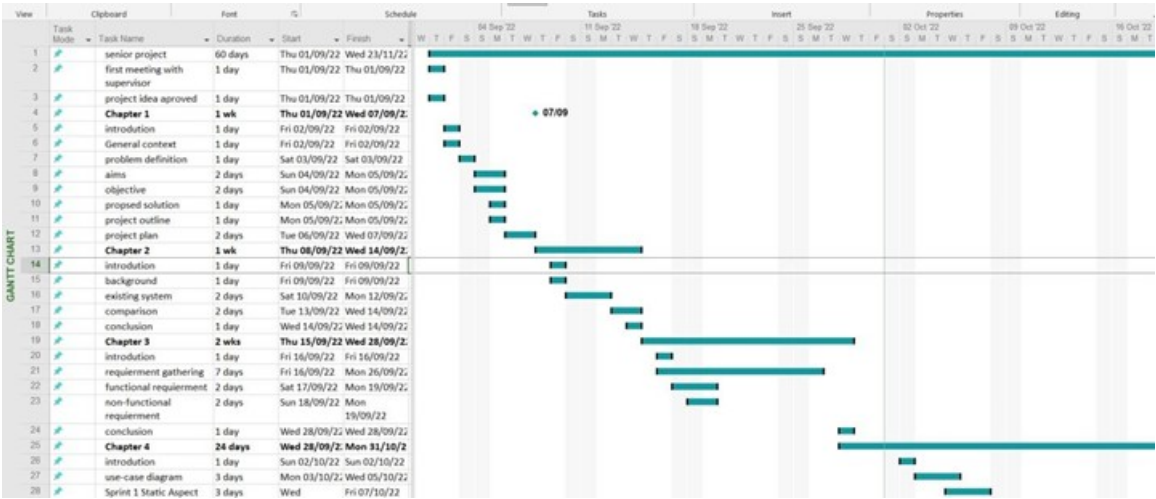 View Clipboard Font Schedule Tasks Insert Properties Editing
04 Sep '22 11 Sep '22 18 Sep '22 25 Sep '22 02 Oct '22 09 Oct '22 16 Oct '22
Task Mode Task Name Duration Start Finish W T F S S M T W T F S S M T W T F S S M T W T F S S M T W T F S S M T W T F S S M T W T F S S M T
1 senior project 60 days Thu 01/09/22 Wed 23/11/22
2 first meeting with supervisor 1 day Thu 01/09/22 Thu 01/09/22
3 project idea aproved 1 day Thu 01/09/22 Thu 01/09/22
4 Chapter 1 1 wk Thu 01/09/22 Wed 07/09/2 07/09
5 introdution 1 day Fri 02/09/22 Fri 02/09/22
6 General context 1 day Fri 02/09/22 Fri 02/09/22
7 problem definition 1 day Sat 03/09/22 Sat 03/09/22
8 aims 2 days Sun 04/09/22 Mon 05/09/22
9 objective 2 days Sun 04/09/22 Mon 05/09/22
10 propsed solution 1 day Mon 05/09/22 Mon 05/09/22
11 project outline 1 day Mon 05/09/22 Mon 05/09/22
12 project plan 2 days Tue 06/09/22 Wed 07/09/22
13 Chapter 2 1 wk Thu 08/09/22 Wed 14/09/2
14 introdution 1 day Fri 09/09/22 Fri 09/09/22
15 background 1 day Fri 09/09/22 Fri 09/09/22
16 existing system 2 days Sat 10/09/22 Mon 12/09/22
17 comparison 2 days Tue 13/09/22 Wed 14/09/22
18 conclusion 1 day Wed 14/09/22 Wed 14/09/22
19 Chapter 3 2 wks Thu 15/09/22 Wed 28/09/2
20 introdution 1 day Fri 16/09/22 Fri 16/09/22
21 requierment gathering 7 days Fri 16/09/22 Mon 26/09/22
22 functional requierment 2 days Sat 17/09/22 Mon 19/09/22
23 non-functional requierment 2 days Sun 18/09/22 Mon 19/09/22
24 conclusion 1 day Wed 28/09/22 Wed 28/09/22
25 Chapter 4 24 days Wed 28/09/2 Mon 31/10/2
26 introdution 1 day Sun 02/10/22 Sun 02/10/22
27 use-case diagram 3 days Mon 03/10/22 Wed 05/10/22
28 Sprint 1 Static Aspect 3 days Wed Fri 07/10/22
GANTT CHART